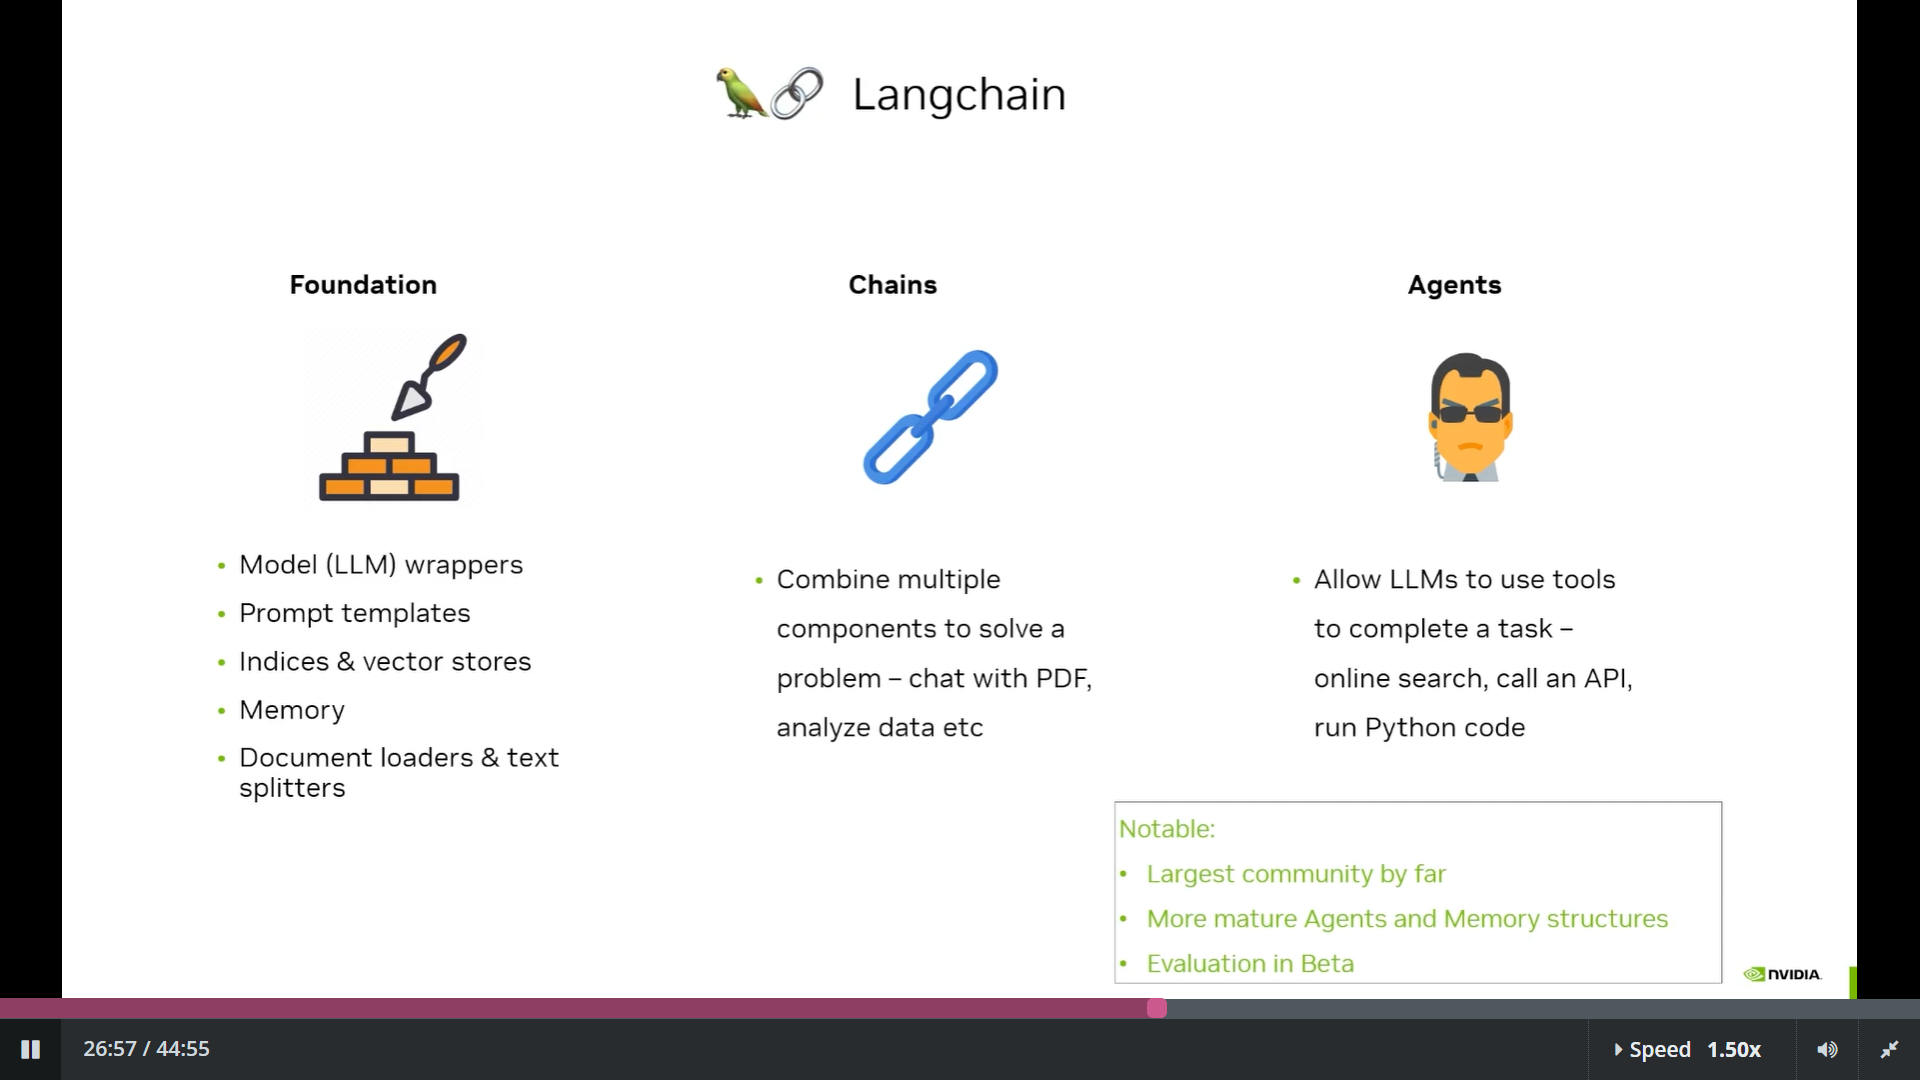 Langchain
Foundation
• Model (LLM) wrappers
• Prompt templates
• Indices & vector stores
• Memory
• Document loaders & text
splitters
Chains
• Combine multiple
components to solve a
problem – chat with PDF,
analyze data etc
Agents
• Allow LLMs to use tools
to complete a task –
online search, call an API,
run Python code
Notable:
• Largest community by far
• More mature Agents and Memory structures
• Evaluation in Beta
NVIDIA.
26:57 / 44:55
Speed 1.50x